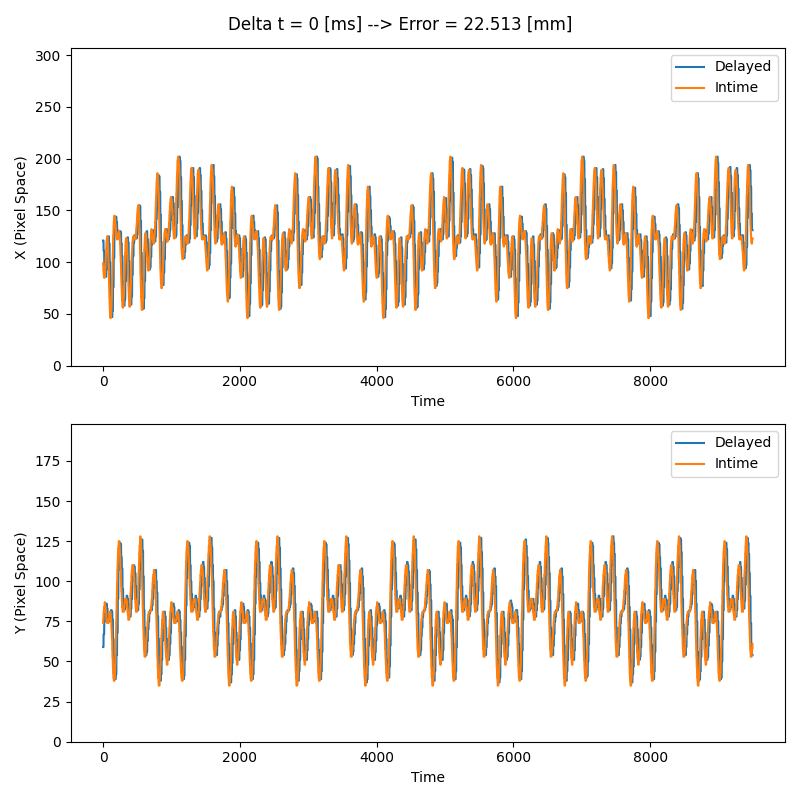 Delta t = 0 [ms] --> Error = 22.513 [mm]
300
250
200
150
100
50
0
X (Pixel Space)
Delayed
Intime
0
2000
4000
6000
8000
Time
175
150
125
100
75
50
25
0
Y (Pixel Space)
Delayed
Intime
0
2000
4000
6000
8000
Time